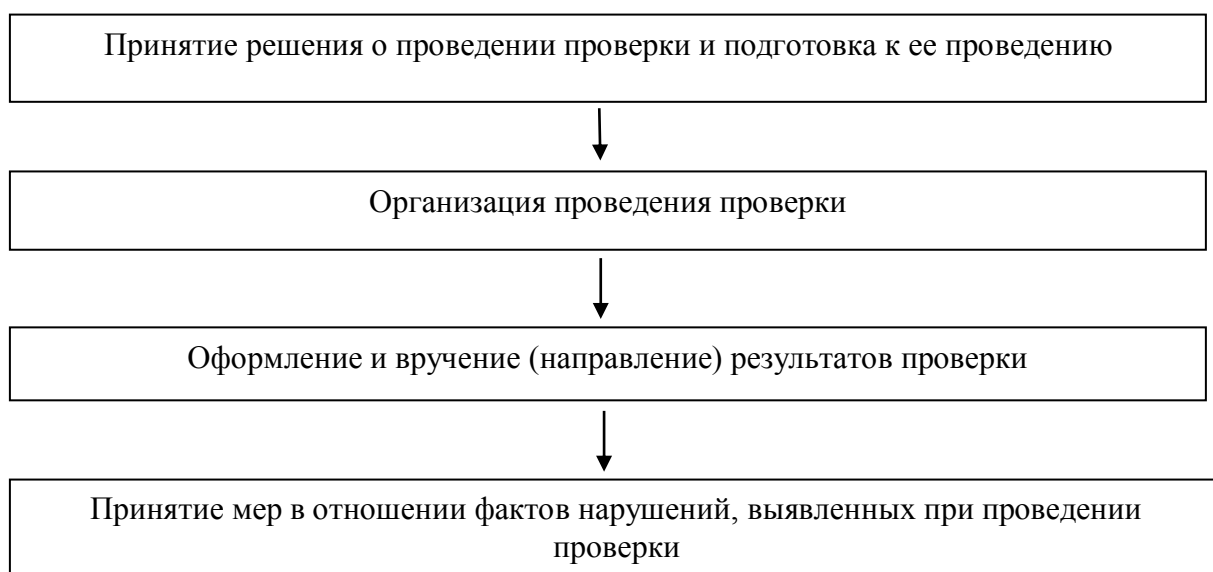 Принятие решения о проведении проверки и подготовка к ее проведению
Организация проведения проверки
Оформление и вручение (направление) результатов проверки
Принятие мер в отношении фактов нарушений, выявленных при проведении
проверки